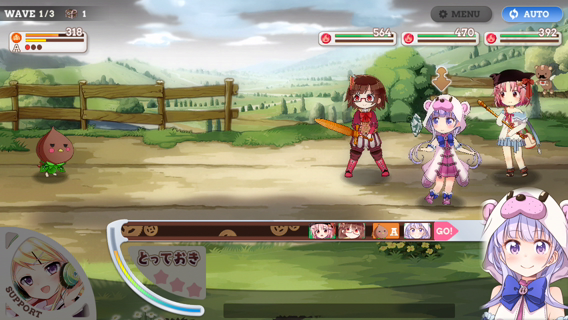 WAVE 1/3 1
MENU
AUTO
318
A
564
470
392
A
GO!
とっておき
SUPPORT